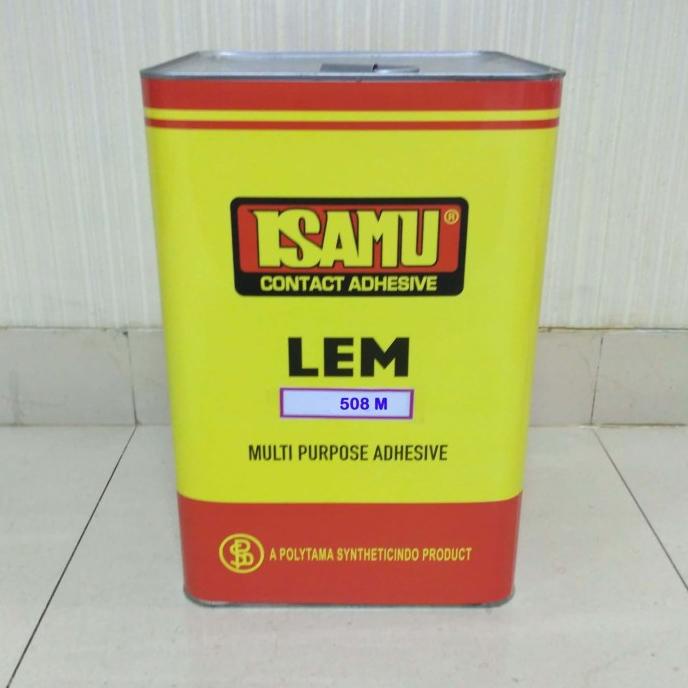 ISAMU®
CONTACT ADHESIVE
LEM
508 M
MULTI PURPOSE ADHESIVE
A POLYTAMA SYNTHETICINDO PRODUCT